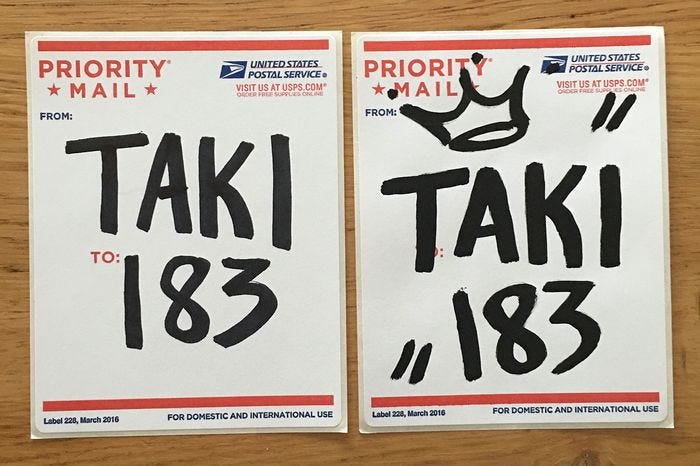 PRIORITY®
★ MAIL ★
UNITED STATES
POSTAL SERVICE®
VISIT US AT USPS.COM®
ORDER FREE SUPPLIES ONLINE
FROM:
TAKI
TO:
183
Label 228, March 2016
FOR DOMESTIC AND INTERNATIONAL USE
PRIORITY®
★ MAIL
UNITED STATES
POSTAL SERVICE®
VISIT US AT USPS.COM®
ORDER FREE SUPPLIES ONLINE
FROM:
"
TAKI
O:
" 183
Label 228, March 2016
FOR DOMESTIC AND INTERNATIONAL USE